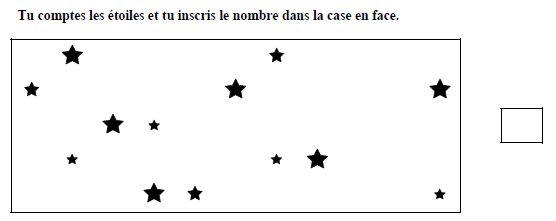 Tu comptes les étoiles et tu inscris le nombre dans la case en face.